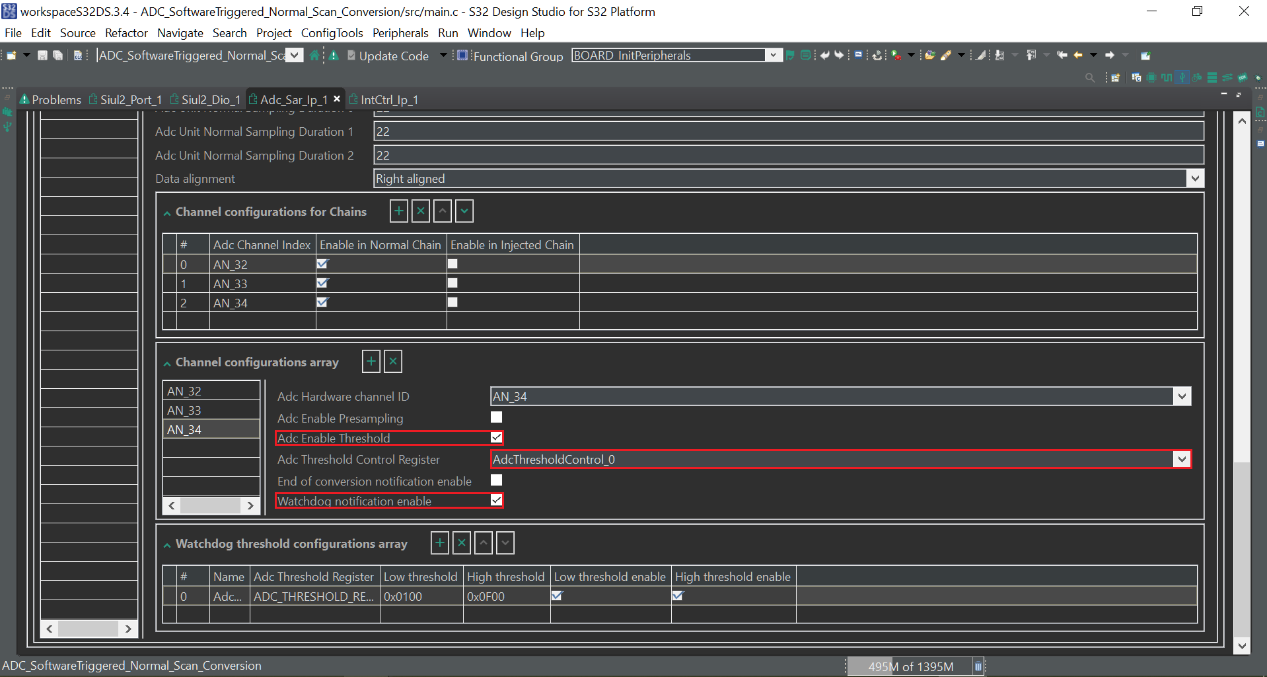 workspaceS32DS.3.4 - ADC_SoftwareTriggered_Normal_Scan_Conversion/src/main.c - S32 Design Studio for S32 Platform
File Edit Source Refactor Navigate Search Project ConfigTools Peripherals Run Window Help
ADC_SoftwareTriggered_Normal_Sc Update Code Functional Group BOARD_InitPeripherals
Problems Siul2_Port_1 Siul2_Dio_1 Adc_Sar_Ip_1 IntCtrl_Ip_1
Adc Unit Normal Sampling Duration 1 22
Adc Unit Normal Sampling Duration 2 22
Data alignment Right aligned
Channel configurations for Chains
# Adc Channel Index Enable in Normal Chain Enable in Injected Chain
0 AN_32
1 AN_33
2 AN_34
Channel configurations array
AN_32
AN_33
AN_34
Adc Hardware channel ID AN_34
Adc Enable Presampling
Adc Enable Threshold
Adc Threshold Control Register AdcThresholdControl_0
End of conversion notification enable
Watchdog notification enable
Watchdog threshold configurations array
# Name Adc Threshold Register Low threshold High threshold Low threshold enable High threshold enable
0 Adc... ADC_THRESHOLD_RE... 0x0100 0x0F00
ADC_SoftwareTriggered_Normal_Scan_Conversion 495M of 1395M